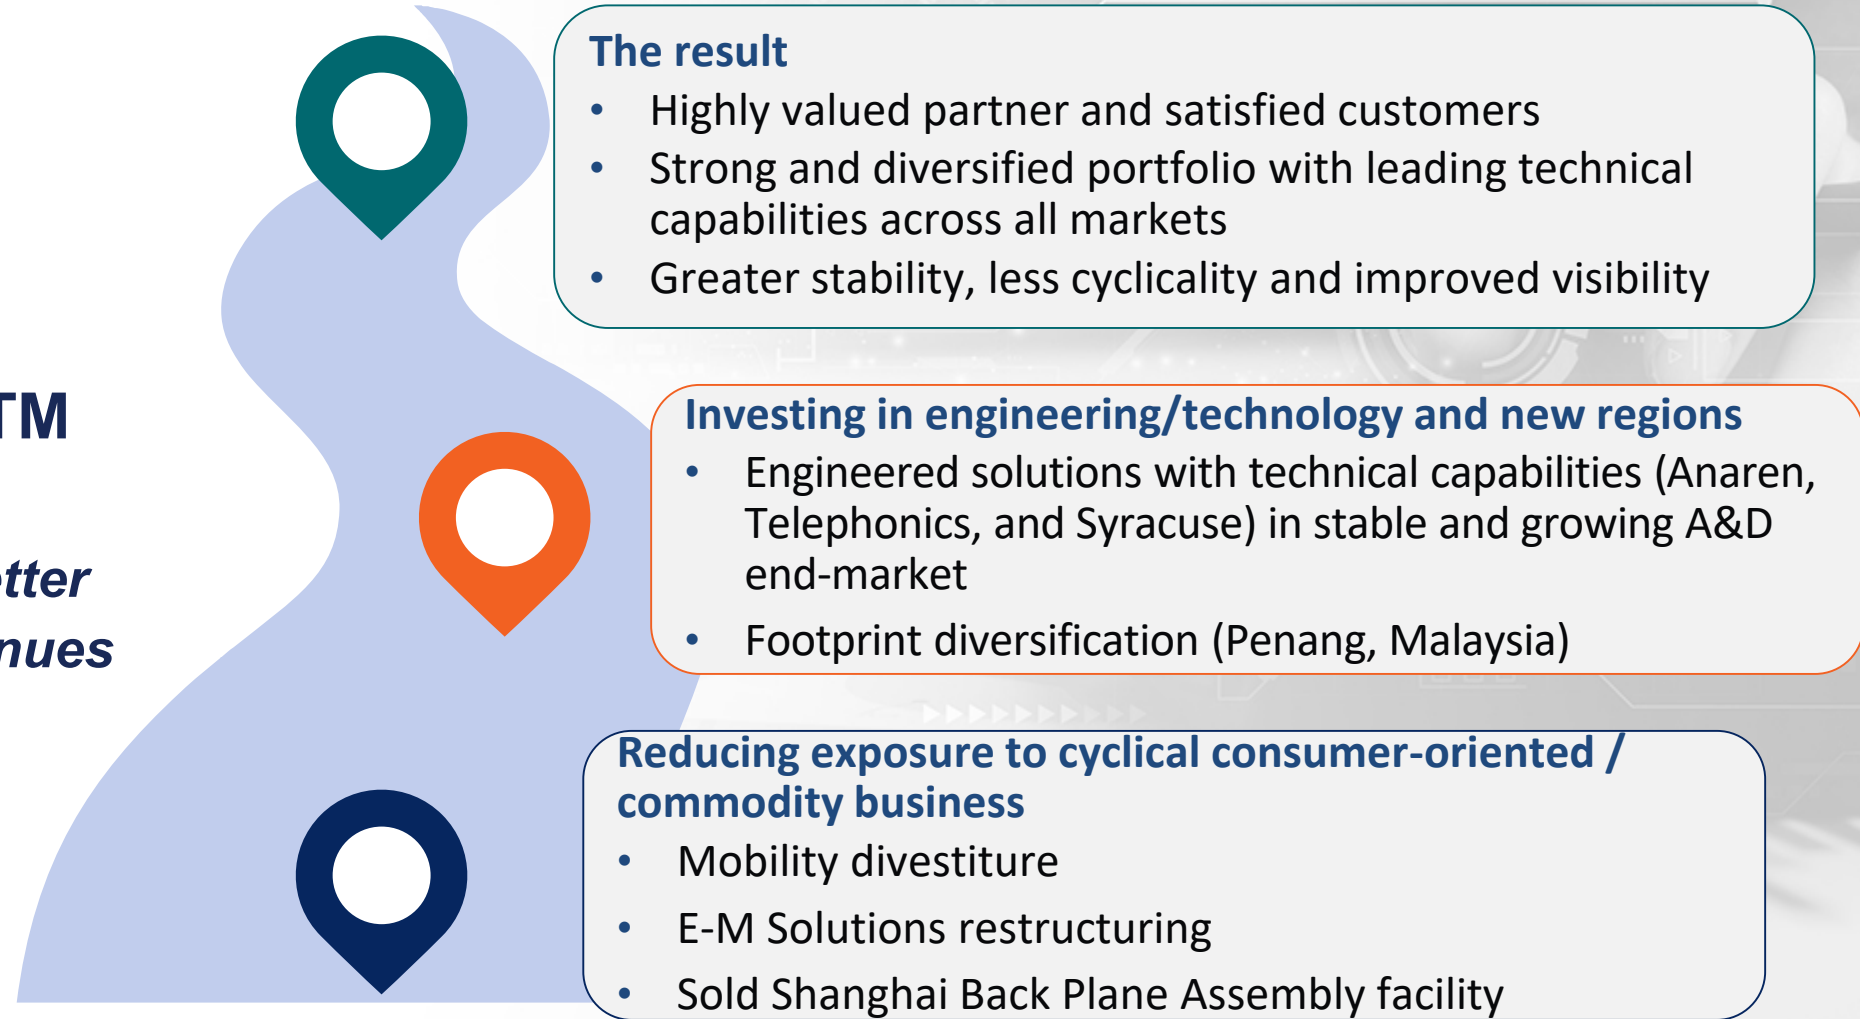 The result
• Highly valued partner and satisfied customers
• Strong and diversified portfolio with leading technical
capabilities across all markets
• Greater stability, less cyclicality and improved visibility
TM
etter
nues
Investing in engineering/technology and new regions
• Engineered solutions with technical capabilities (Anaren,
Telephonics, and Syracuse) in stable and growing A&D
end-market
• Footprint diversification (Penang, Malaysia)
Reducing exposure to cyclical consumer-oriented /
commodity business
• Mobility divestiture
• E-M Solutions restructuring
• Sold Shanghai Back Plane Assembly facility